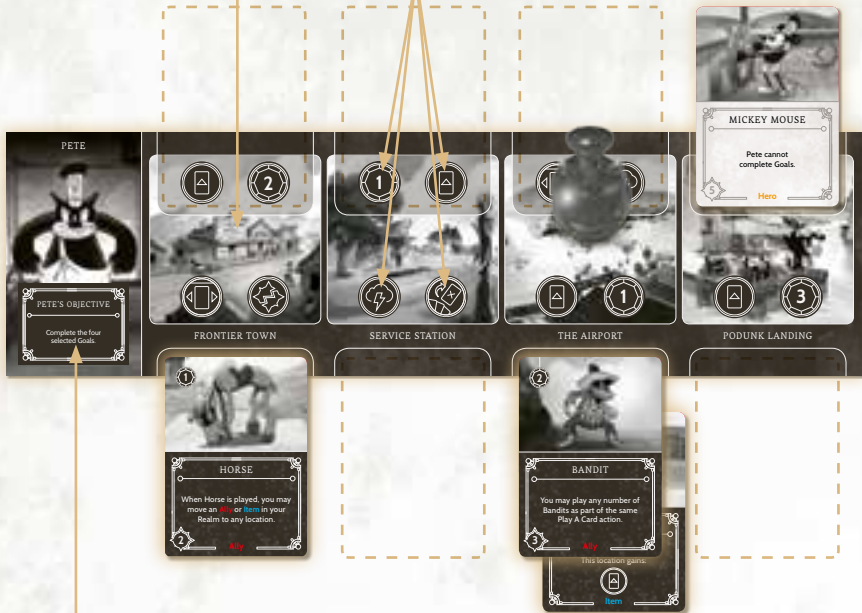 MICKEY MOUSE
Pete cannot
complete Goals.
5
Hero
PETE
2
1
PETE'S OBJECTIVE
Complete the four
selected Goals.
1
3
FRONTIER TOWN
SERVICE STATION
THE AIRPORT
PODUNK LANDING
1
HORSE
When Horse is played, you may
move an Ally or Item in your
Realm to any location.
2
Ally
2
BANDIT
You may play any number of
Bandits as part of the same
Play A Card action.
3
Ally
This location gains:
Item